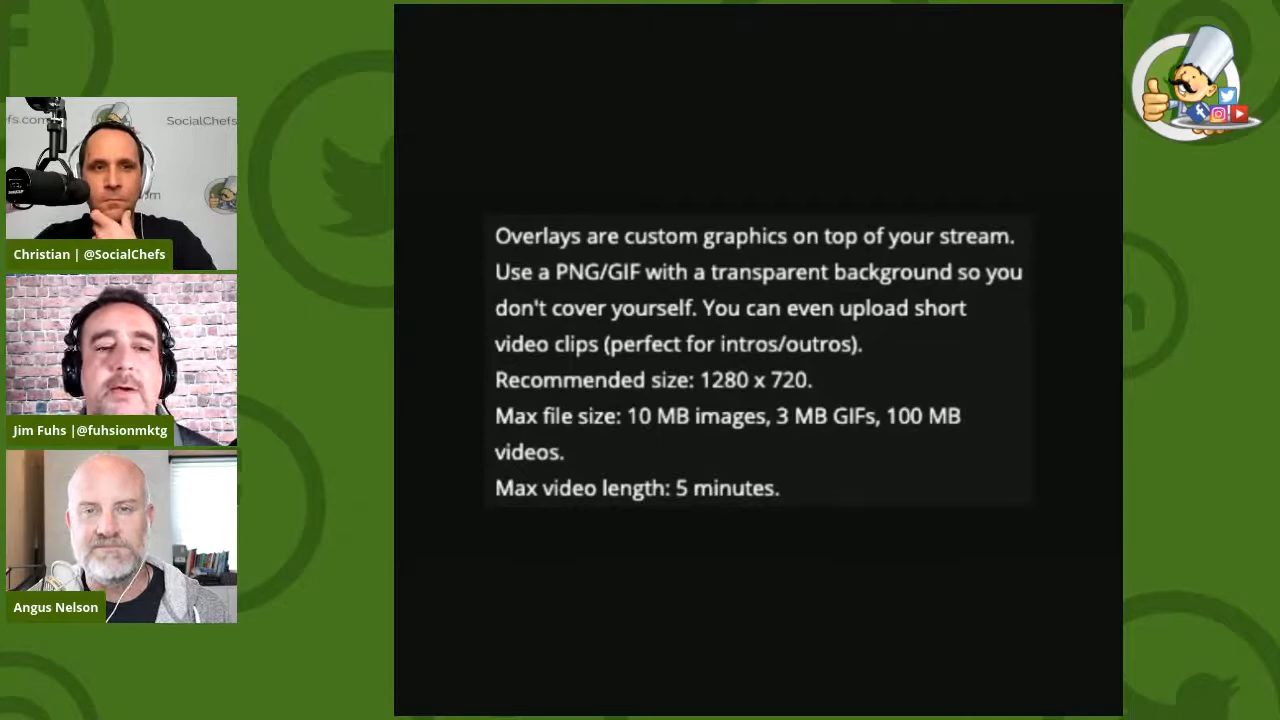 fs.com
SocialChefs
Christian | @SocialChefs
Jim Fuhs |@fuhsionmktg
Angus Nelson
Overlays are custom graphics on top of your stream.
Use a PNG/GIF with a transparent background so you
don't cover yourself. You can even upload short
video clips (perfect for intros/outros).
Recommended size: 1280 x 720.
Max file size: 10 MB images, 3 MB GIFs, 100 MB
videos.
Max video length: 5 minutes.